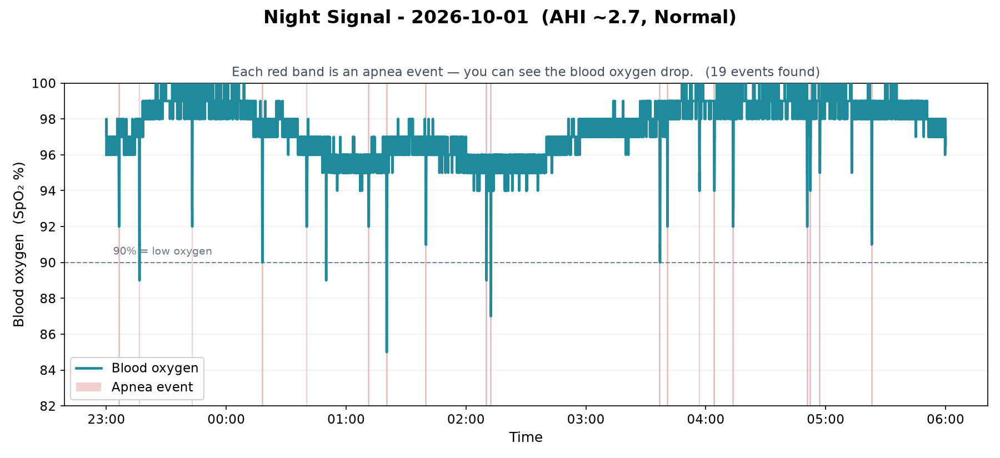 Night Signal - 2026-10-01  (AHI ~2.7, Normal)
Each red band is an apnea event — you can see the blood oxygen drop.   (19 events found)
Blood oxygen  (SpO₂ %)
100
98
96
94
92
90
88
86
84
82
90% = low oxygen
Blood oxygen
Apnea event
23:00
00:00
01:00
02:00
03:00
04:00
05:00
06:00
Time